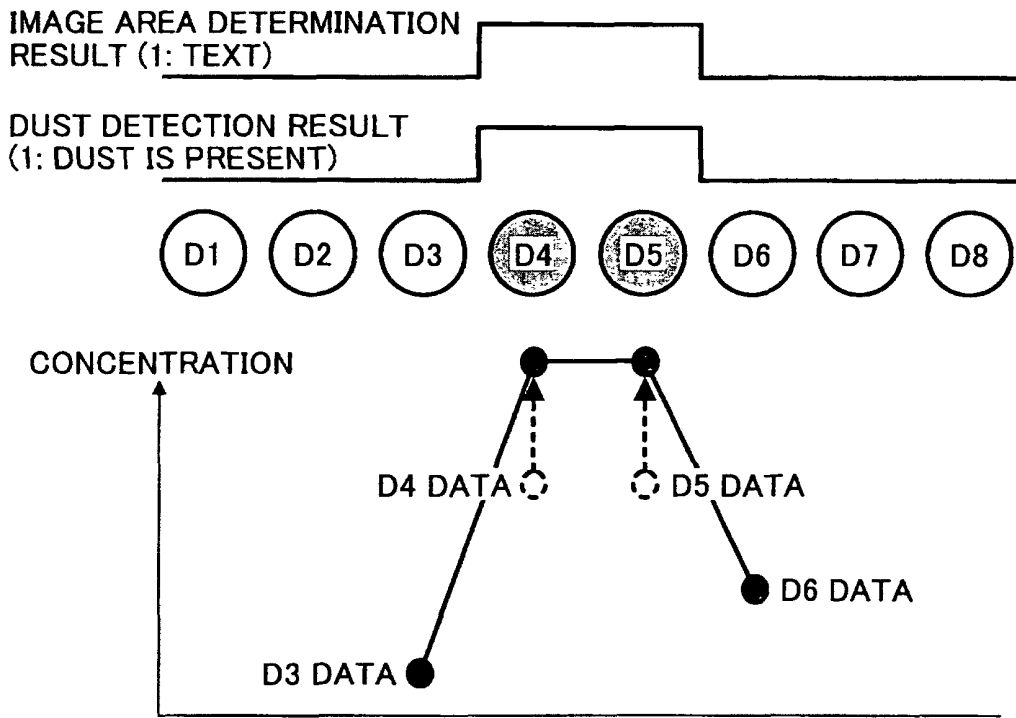 IMAGE AREA DETERMINATION
RESULT (1: TEXT)
DUST DETECTION RESULT
(1: DUST IS PRESENT)
D1 D2 D3 D4 D5 D6 D7 D8
CONCENTRATION
D4 DATA D5 DATA
D6 DATA
D3 DATA